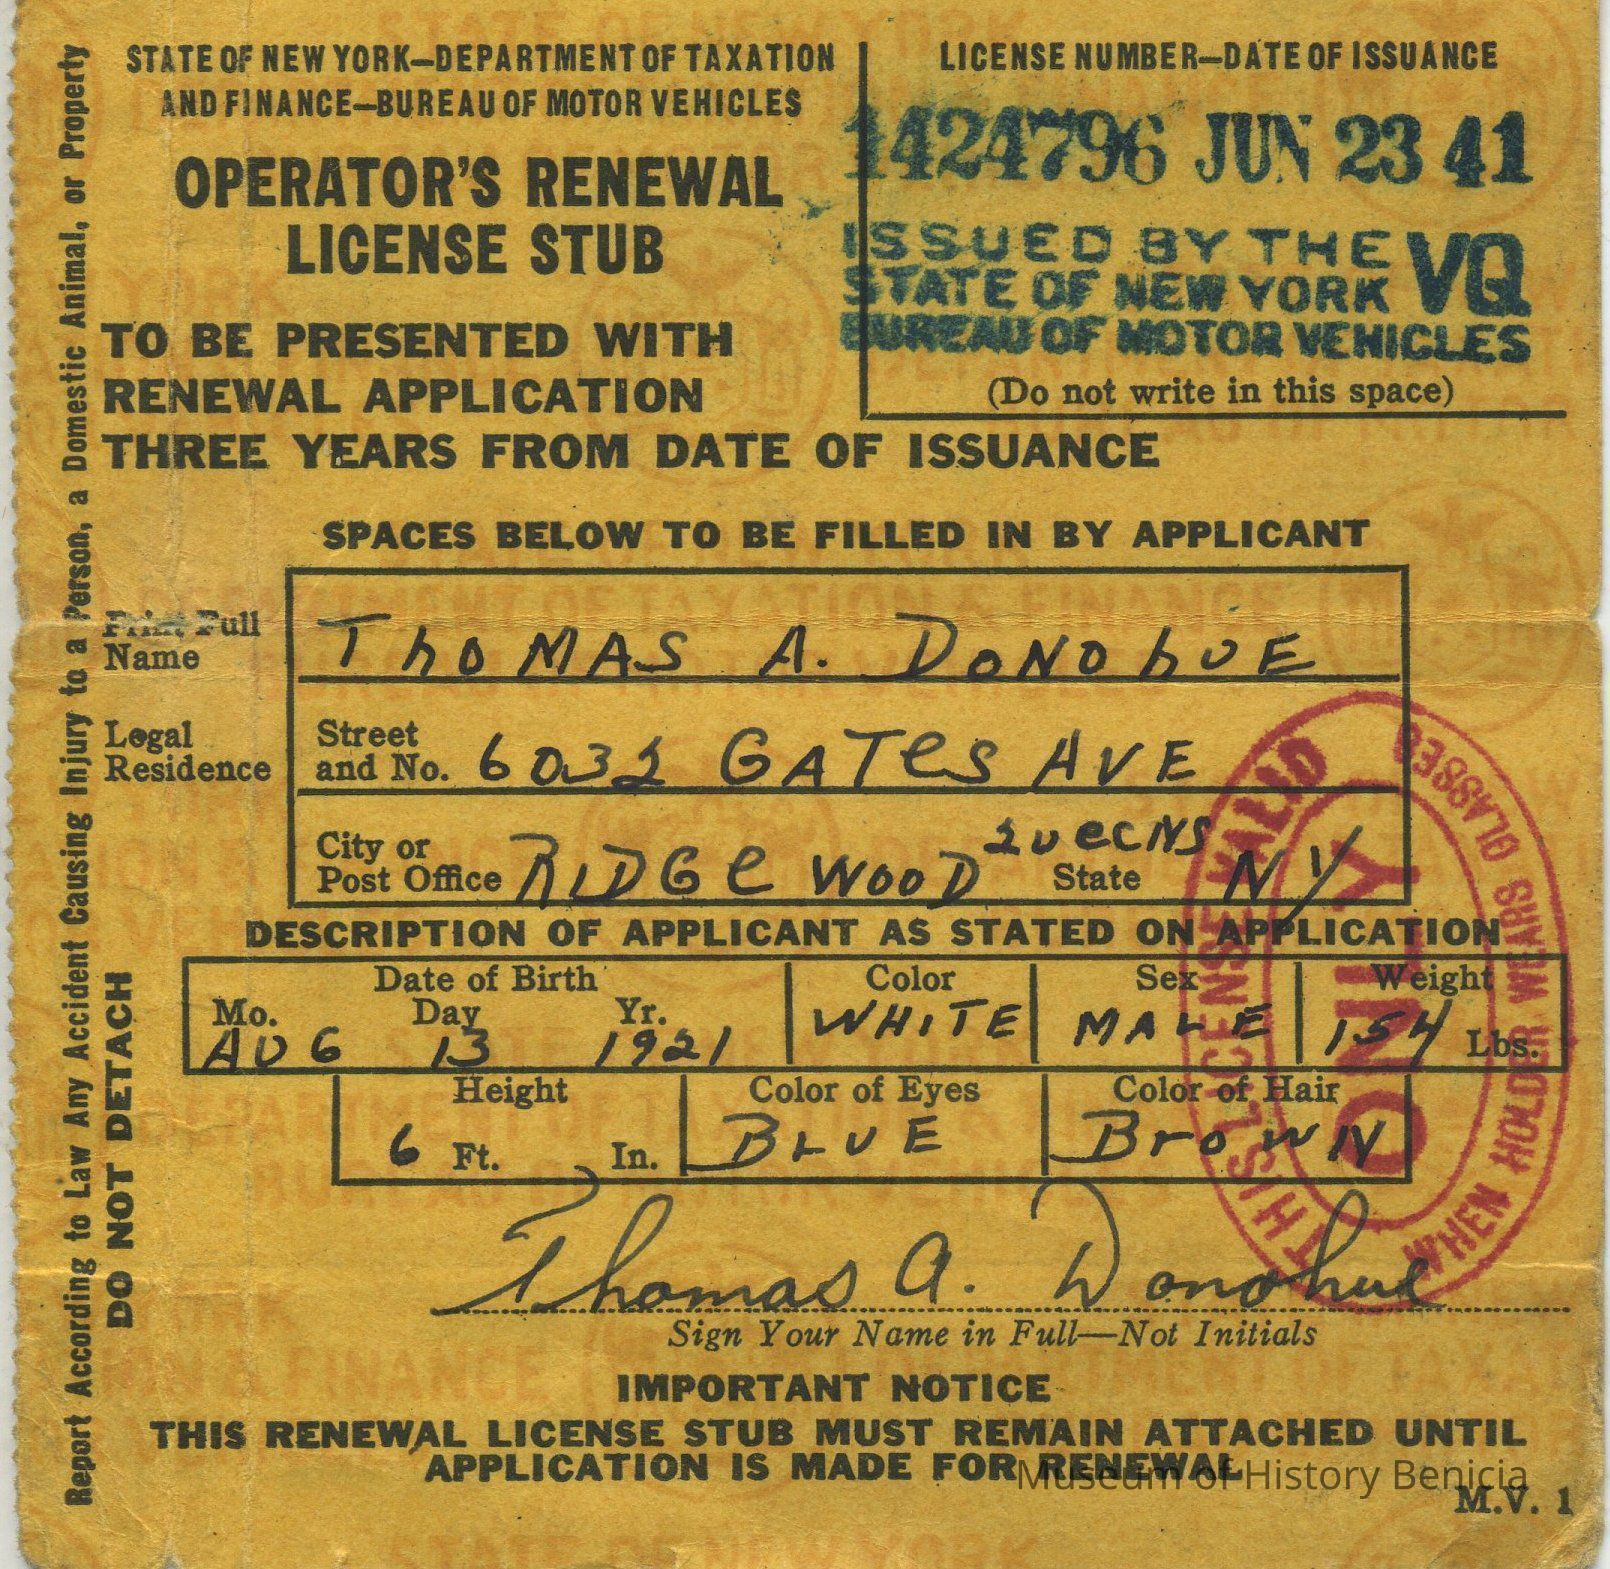 STATE OF NEW YORK—DEPARTMENT OF TAXATION
AND FINANCE—BUREAU OF MOTOR VEHICLES
OPERATOR'S RENEWAL
LICENSE STUB
TO BE PRESENTED WITH
RENEWAL APPLICATION
THREE YEARS FROM DATE OF ISSUANCE
LICENSE NUMBER—DATE OF ISSUANCE
1424796 JUN 23 41
ISSUED BY THE
STATE OF NEW YORK VQ
BUREAU OF MOTOR VEHICLES
(Do not write in this space)
SPACES BELOW TO BE FILLED IN BY APPLICANT
Print Full
Name
THOMAS A. DONOHUE
Legal
Residence
Street
and No. 6032 GATES AVE
City or
Post Office RIDGEWOOD QUEENS State NY
DESCRIPTION OF APPLICANT AS STATED ON APPLICATION
Date of Birth Color Sex Weight
Mo. Day Yr.
AUG 13 1921 WHITE MALE 154 Lbs.
Height Color of Eyes Color of Hair
6 Ft. In. BLUE BROWN
Thomas A. Donohue
Sign Your Name in Full—Not Initials
IMPORTANT NOTICE
THIS RENEWAL LICENSE STUB MUST REMAIN ATTACHED UNTIL
APPLICATION IS MADE FOR RENEWAL
M.V. 1
Report According to Law Any Accident Causing Injury to a Person, a Domestic Animal, or Property
DO NOT DETACH
THIS LICENSE VALID
ONLY
WHEN HOLDER WEARS GLASSES
Museum of History Benicia